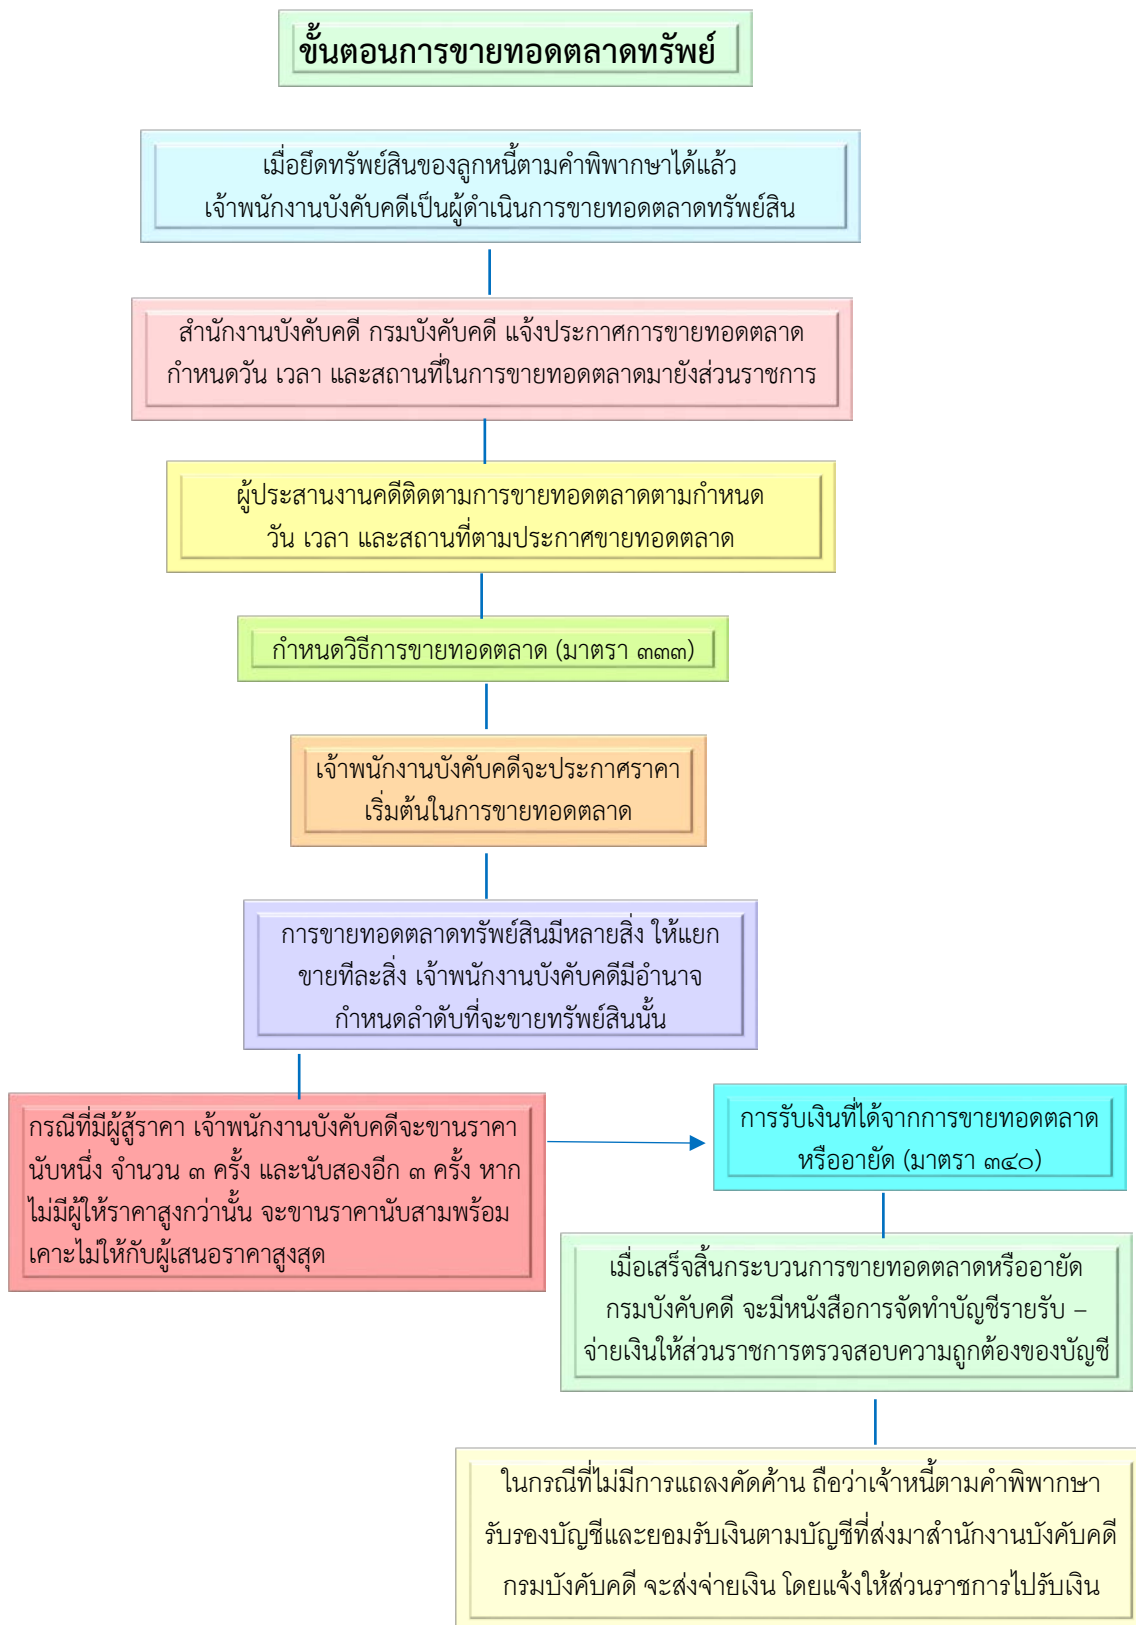 ขั้นตอนการขายทอดตลาดทรัพย์
เมื่อยึดทรัพย์สินของลูกหนี้ตามคำพิพากษาได้แล้ว
เจ้าพนักงานบังคับคดีเป็นผู้ดำเนินการขายทอดตลาดทรัพย์สิน
สำนักงานบังคับคดี กรมบังคับคดี แจ้งประกาศการขายทอดตลาด
กำหนดวัน เวลา และสถานที่ในการขายทอดตลาดมายังส่วนราชการ
ผู้ประสานงานคดีติดตามการขายทอดตลาดตามกำหนด
วัน เวลา และสถานที่ตามประกาศขายทอดตลาด
กำหนดวิธีการขายทอดตลาด (มาตรา ๓๓๓)
เจ้าพนักงานบังคับคดีจะประกาศราคา
เริ่มต้นในการขายทอดตลาด
การขายทอดตลาดทรัพย์สินมีหลายสิ่ง ให้แยก
ขายทีละสิ่ง เจ้าพนักงานบังคับคดีมีอำนาจ
กำหนดลำดับที่จะขายทรัพย์สินนั้น
กรณีที่มีผู้สู้ราคา เจ้าพนักงานบังคับคดีจะขานราคา
นับหนึ่ง จำนวน ๓ ครั้ง และนับสองอีก ๓ ครั้ง หาก
ไม่มีผู้ให้ราคาสูงกว่านั้น จะขานราคานับสามพร้อม
เคาะไม้ให้กับผู้เสนอราคาสูงสุด
การรับเงินที่ได้จากการขายทอดตลาด
หรืออายัด (มาตรา ๓๔๐)
เมื่อเสร็จสิ้นกระบวนการขายทอดตลาดหรืออายัด
กรมบังคับคดี จะมีหนังสือการจัดทำบัญชีรายรับ –
จ่ายเงินให้ส่วนราชการตรวจสอบความถูกต้องของบัญชี
ในกรณีที่ไม่มีการแถลงคัดค้าน ถือว่าเจ้าหนี้ตามคำพิพากษา
รับรองบัญชีและยอมรับเงินตามบัญชีที่ส่งมาสำนักงานบังคับคดี
กรมบังคับคดี จะส่งจ่ายเงิน โดยแจ้งให้ส่วนราชการไปรับเงิน